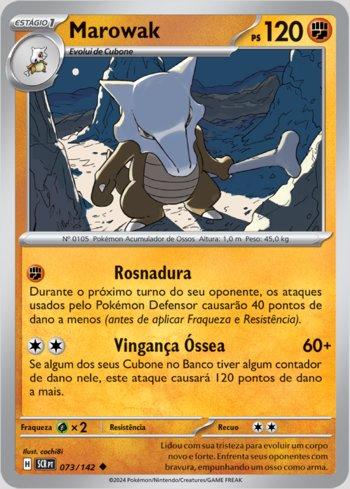 ESTÁGIO 1
Marowak
PS 120
Evolui de Cubone
Nº 0105 Pokémon Acumulador de Ossos Altura: 1,0 m Peso: 45,0 kg
Rosnadura
Durante o próximo turno do seu oponente, os ataques
usados pelo Pokémon Defensor causarão 40 pontos de
dano a menos (antes de aplicar Fraqueza e Resistência).
Vingança Óssea 60+
Se algum dos seus Cubone no Banco tiver algum contador
de dano nele, este ataque causará 120 pontos de dano
a mais.
Fraqueza ×2 Resistência Recuo
Ilust. cochi8i
H SCR PT 073/142
Lidou com sua tristeza para evoluir um corpo
novo e forte. Enfrenta seus oponentes com
bravura, empunhando um osso como arma.
©2024 Pokémon/Nintendo/Creatures/GAME FREAK